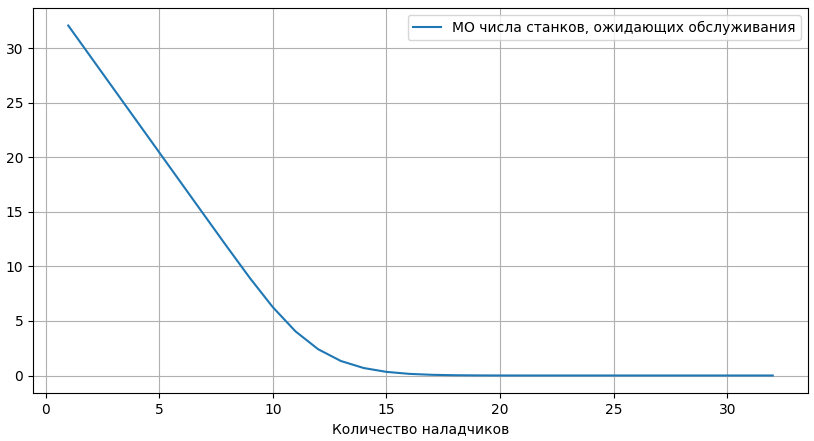 МО числа станков, ожидающих обслуживания
30
25
20
15
10
5
0
0 5 10 15 20 25 30
Количество наладчиков